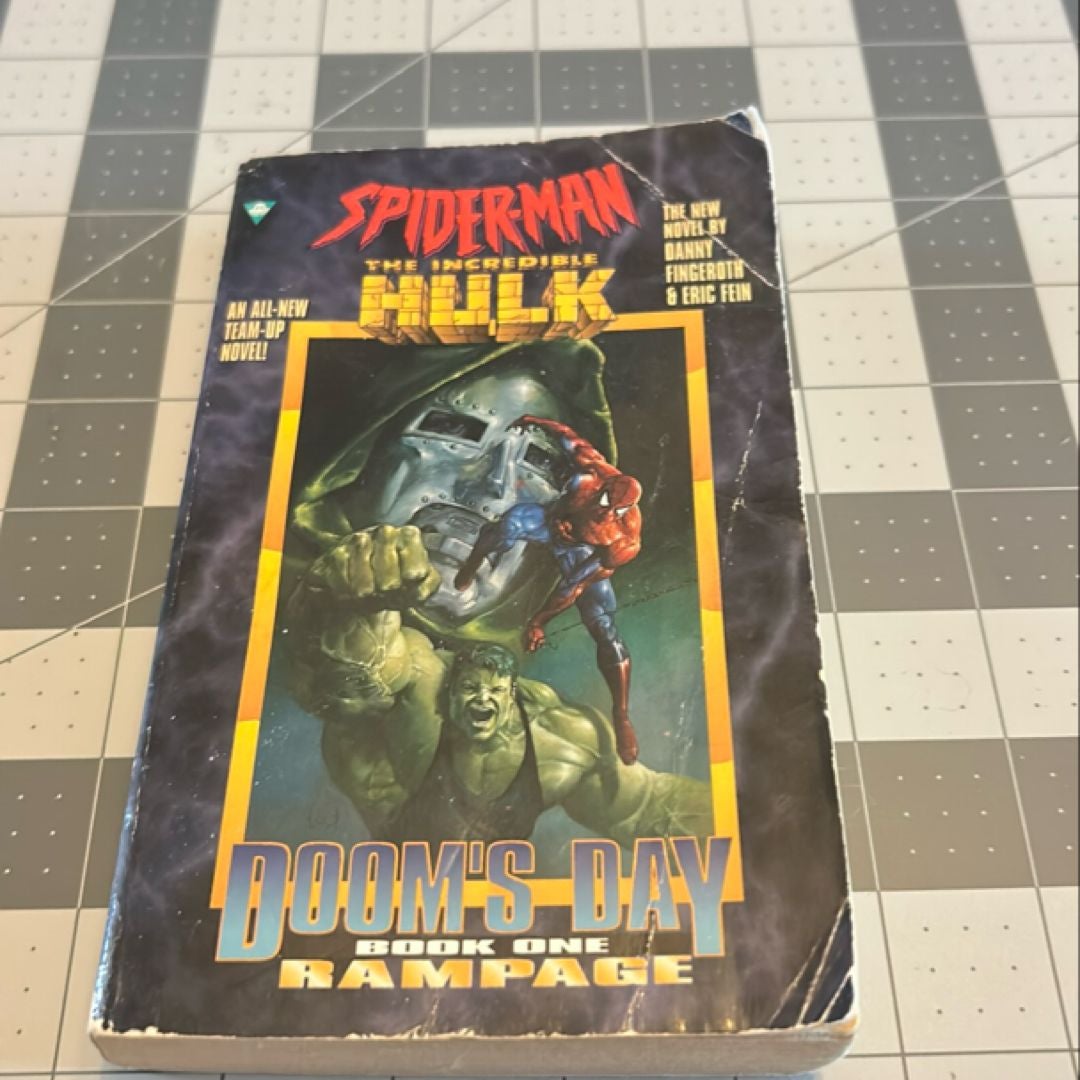 SPIDER-MAN
THE INCREDIBLE
HULK
THE NEW
NOVEL BY
DANNY
FINGEROTH
& ERIC FEIN
AN ALL-NEW
TEAM-UP
NOVEL!
DOOM'S DAY
BOOK ONE
RAMPAGE